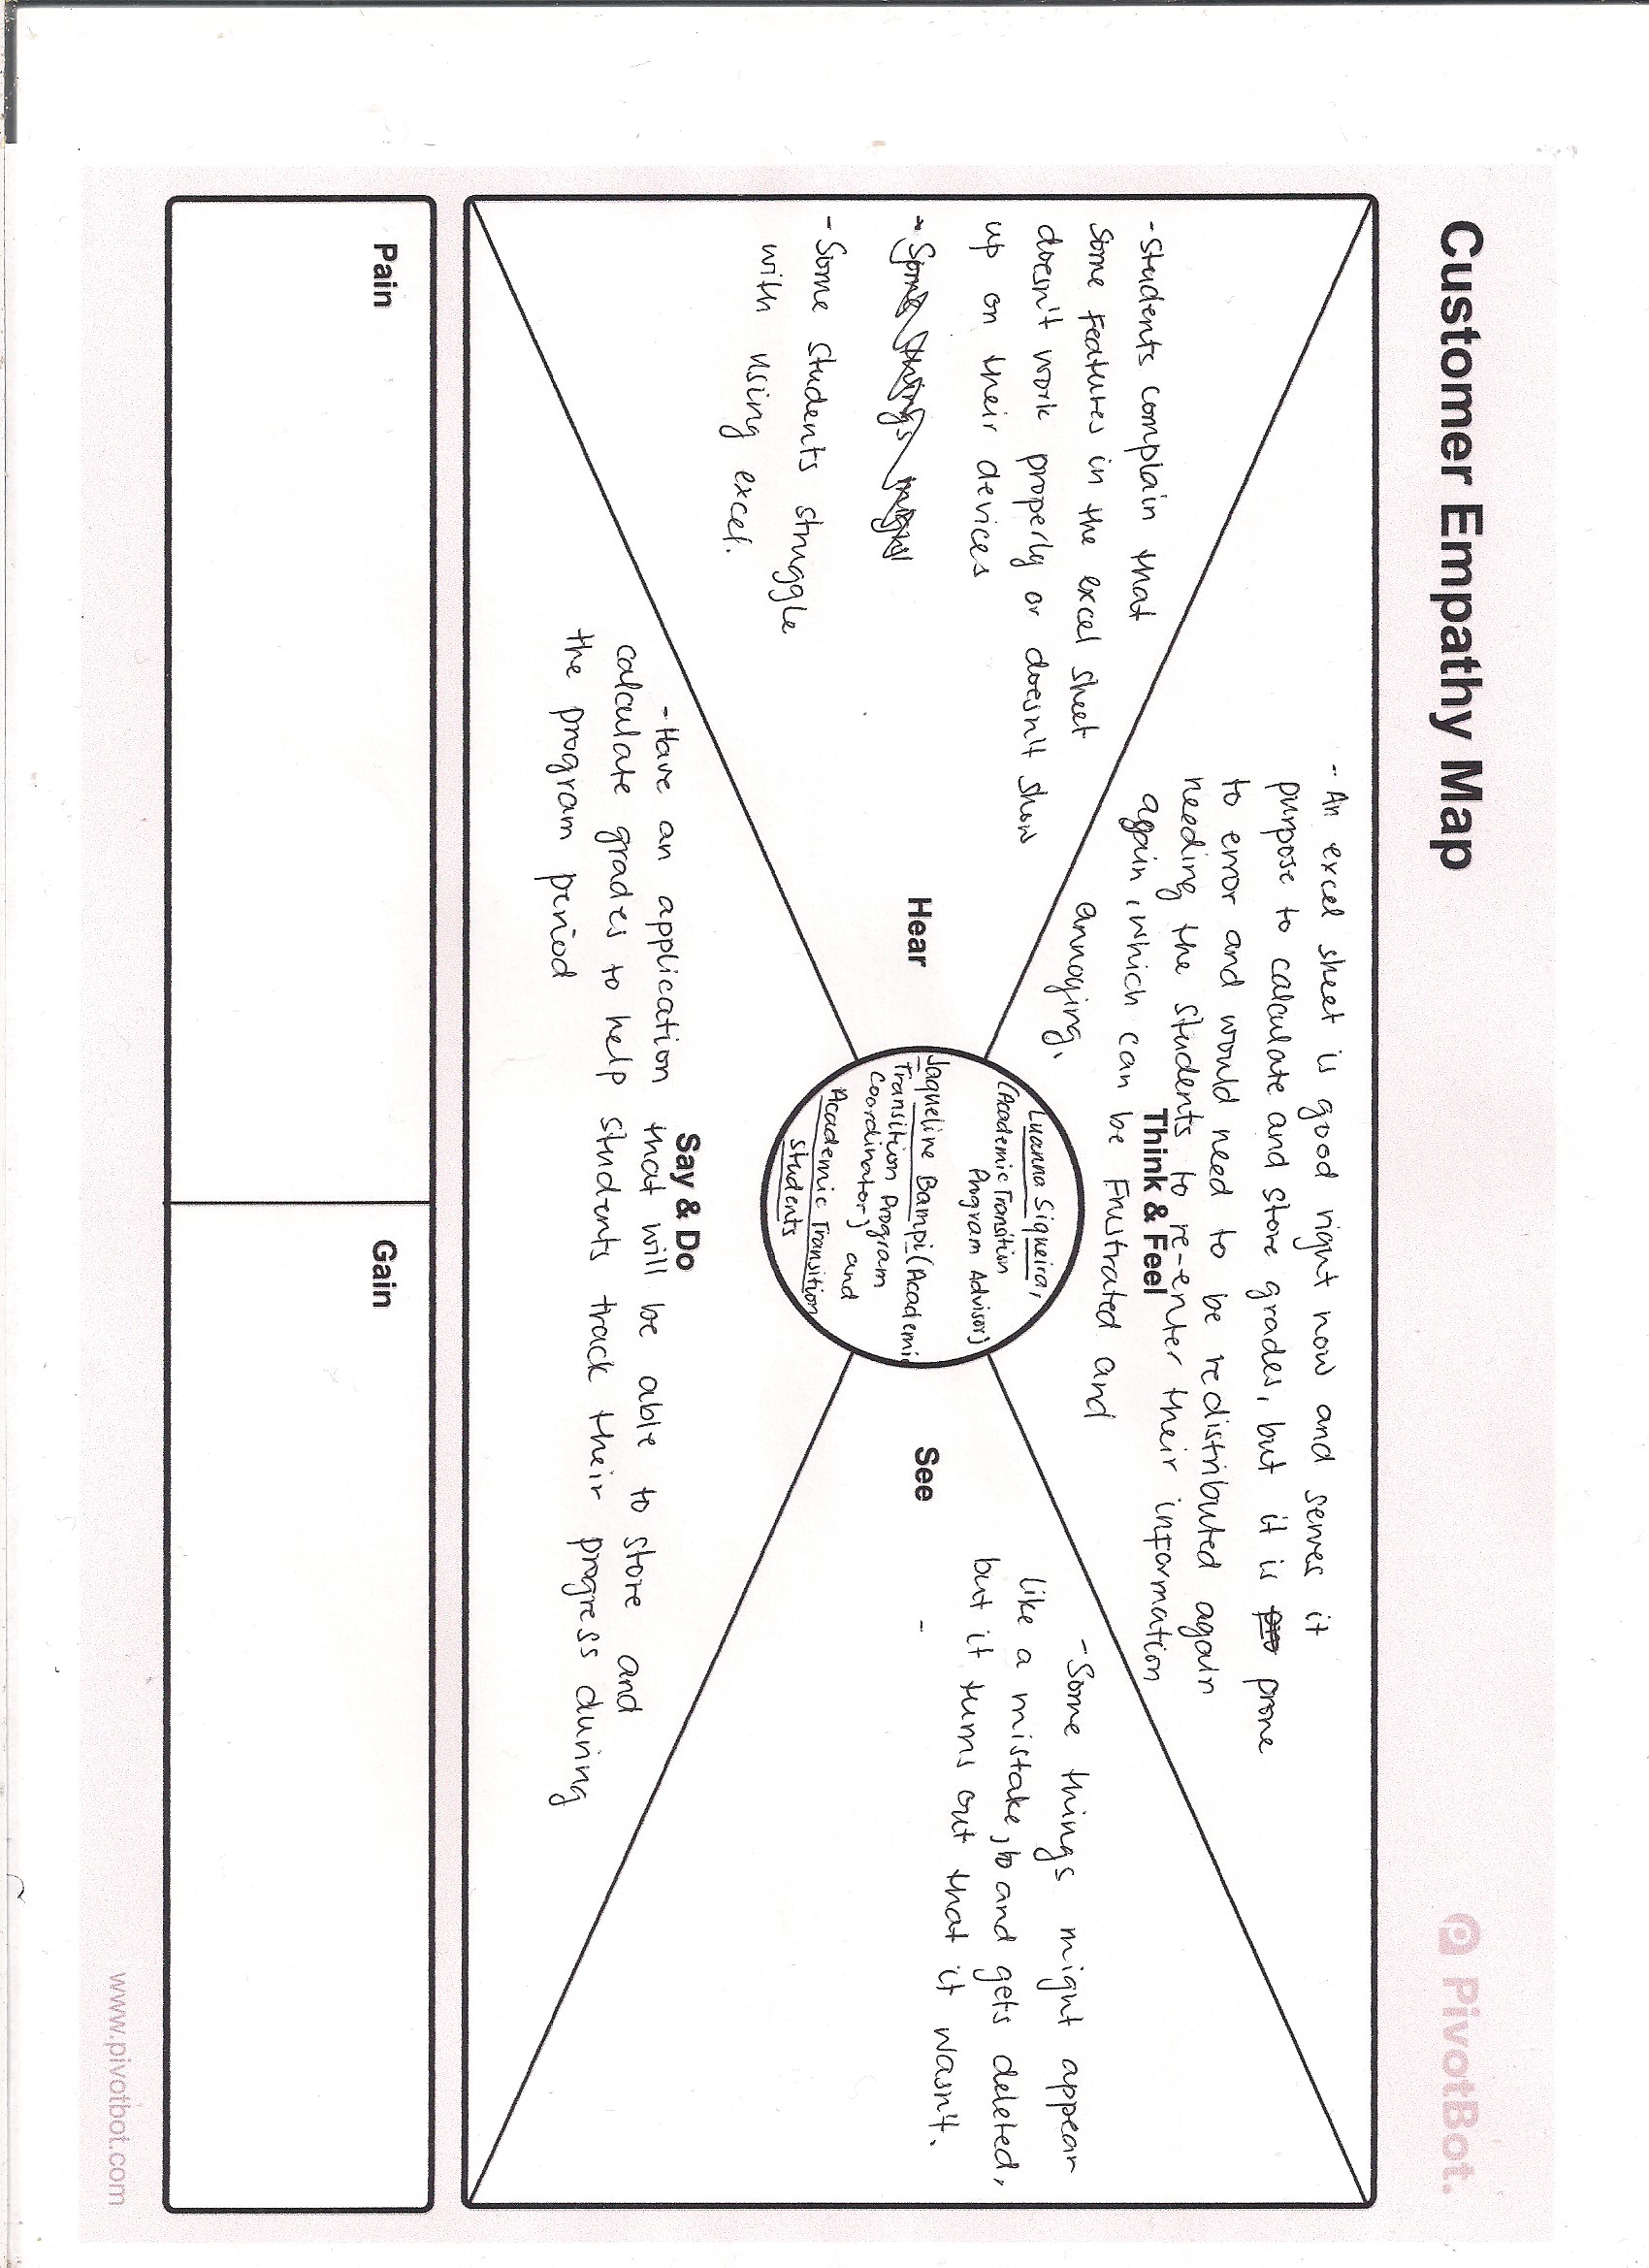 Customer Empathy Map
PivotBot.
- An excel sheet is good right now and serves it
purpose to calculate and store grades, but it is pro prone
to error and would need to be redistributed again
needing the students to re-enter their information
Think & Feel
again, which can be Frustrated and
annoying.
- Students complain that
some features in the excel sheet
doesn't work properly or doesn't show
up on their devices
- Some things might
- Some students struggle
with using excel.
Hear
Luanna Siqueira,
(Academic Transition
Program Advisor)
Jaqueline Bampi (Academic
Transition Program
Coordinator) and
Academic Transition
students
- Some things might appear
like a mistake, to and gets deleted,
but it turns out that it wasn't.
See
-
Say & Do
- Have an application that will be able to store and
calculate grades to help students track their progress during
the program period
Pain
Gain
www.pivotbot.com